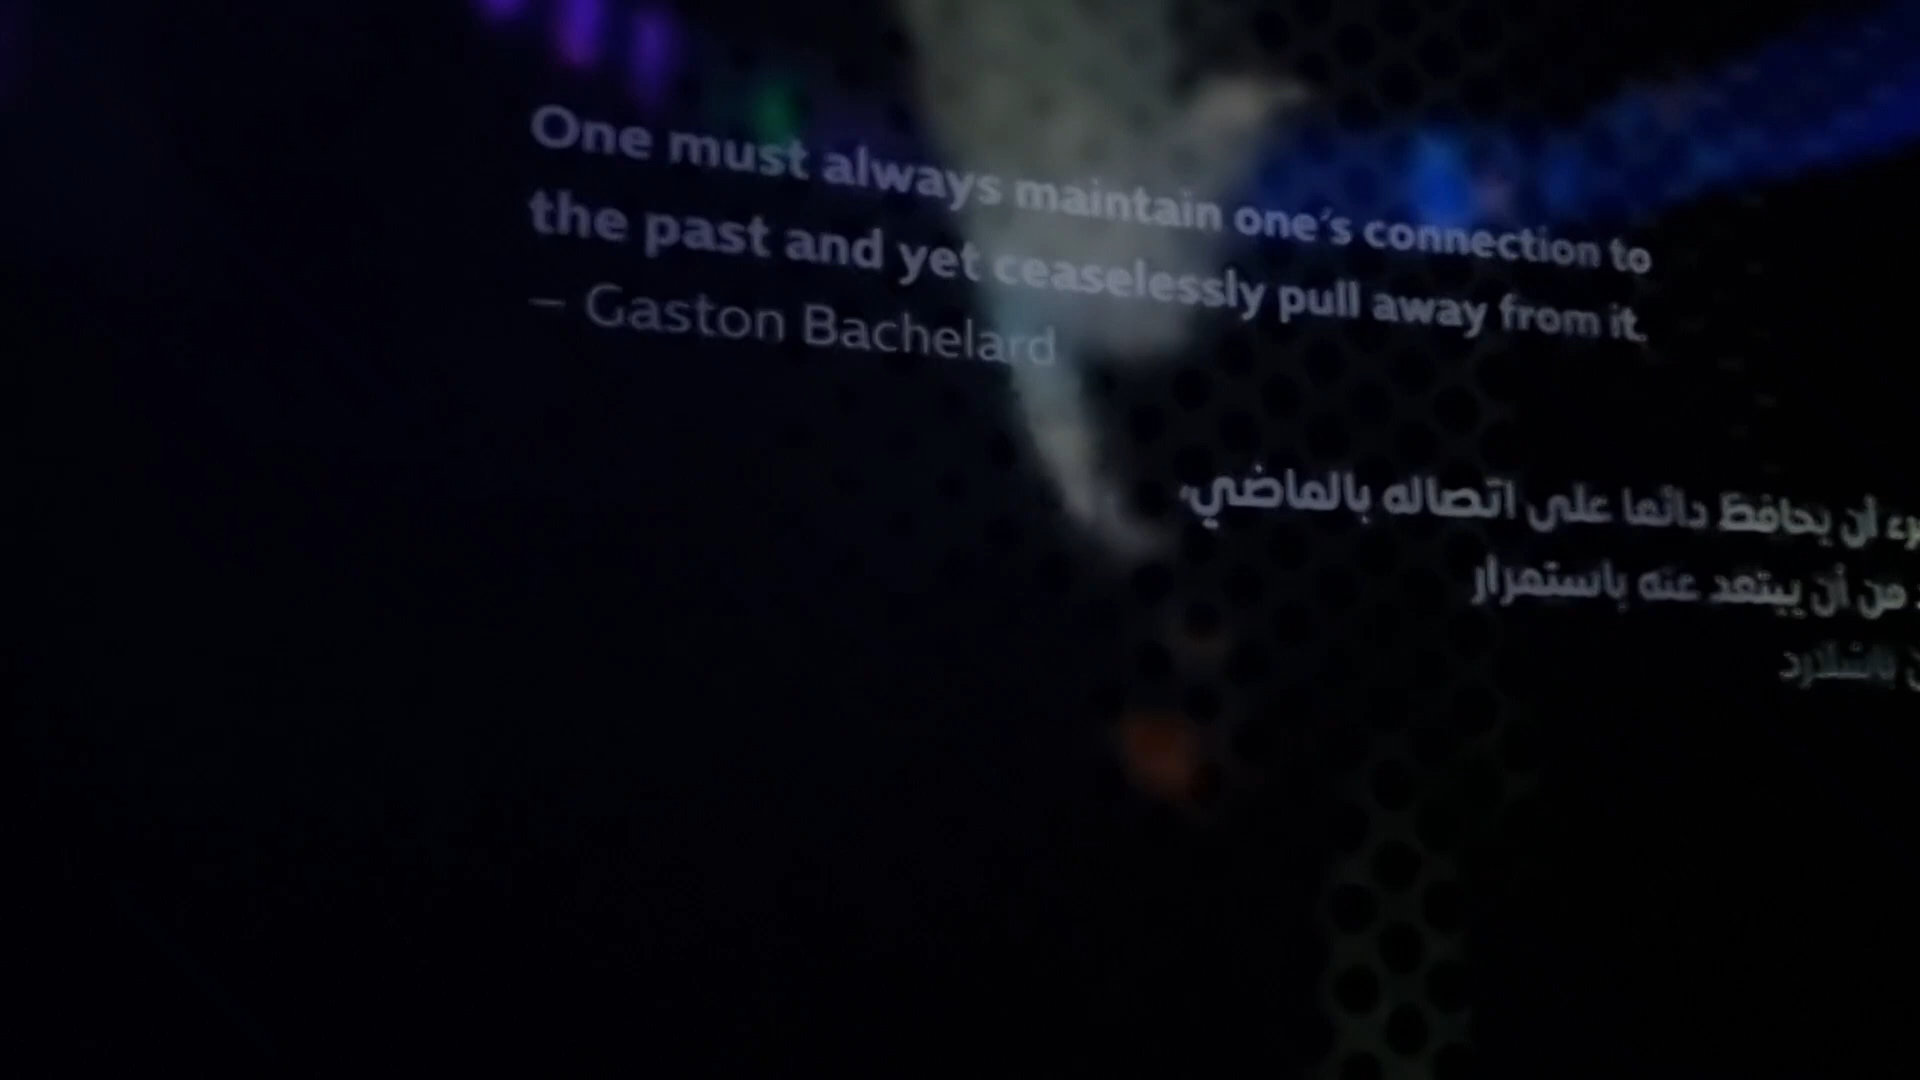 One must always maintain one's connection to
the past and yet ceaselessly pull away from it.
– Gaston Bachelard
أن يحافظ دائما على اتصاله بالماضي،
من أن يبتعد عنه باستمرار
باشلارد